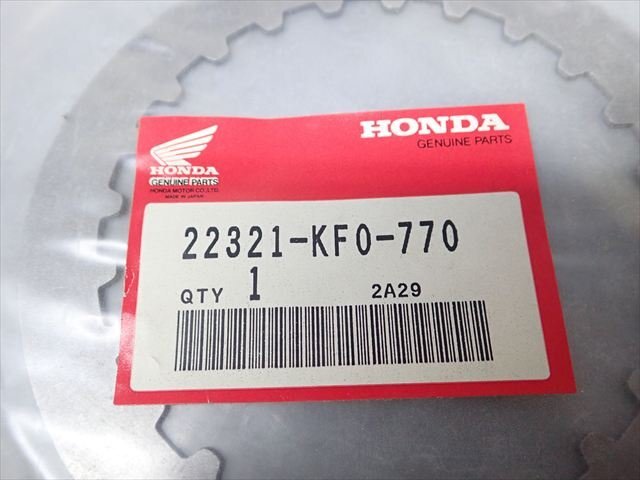 HONDA
GENUINE PARTS
HONDA
GENUINE PARTS
HONDA MOTOR CO.,LTD.
MADE IN JAPAN
22321-KF0-770
QTY 1 2A29